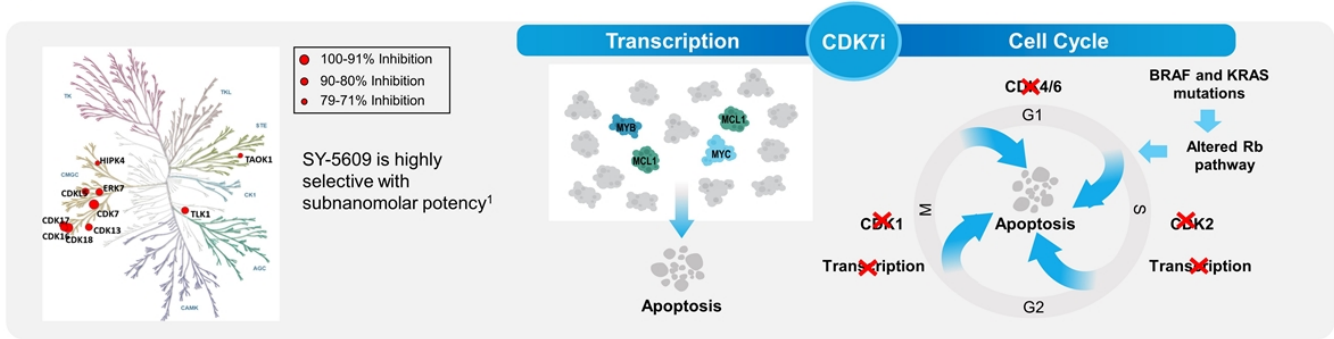 TK
TKL
STE
TAOK1
HIPK4
CMGC
CDKL5
ERK7
CK1
CDK7
TLK1
CDK17
CDK13
CDK16
CDK18
AGC
CAMK
100-91% Inhibition
90-80% Inhibition
79-71% Inhibition
SY-5609 is highly
selective with
subnanomolar potency1
Transcription
CDK7i
Cell Cycle
MYB
MCL1
MCL1
MYC
Apoptosis
CDK4/6
G1
BRAF and KRAS
mutations
Altered Rb
pathway
M
S
Apoptosis
CDK1
CDK2
Transcription
Transcription
G2